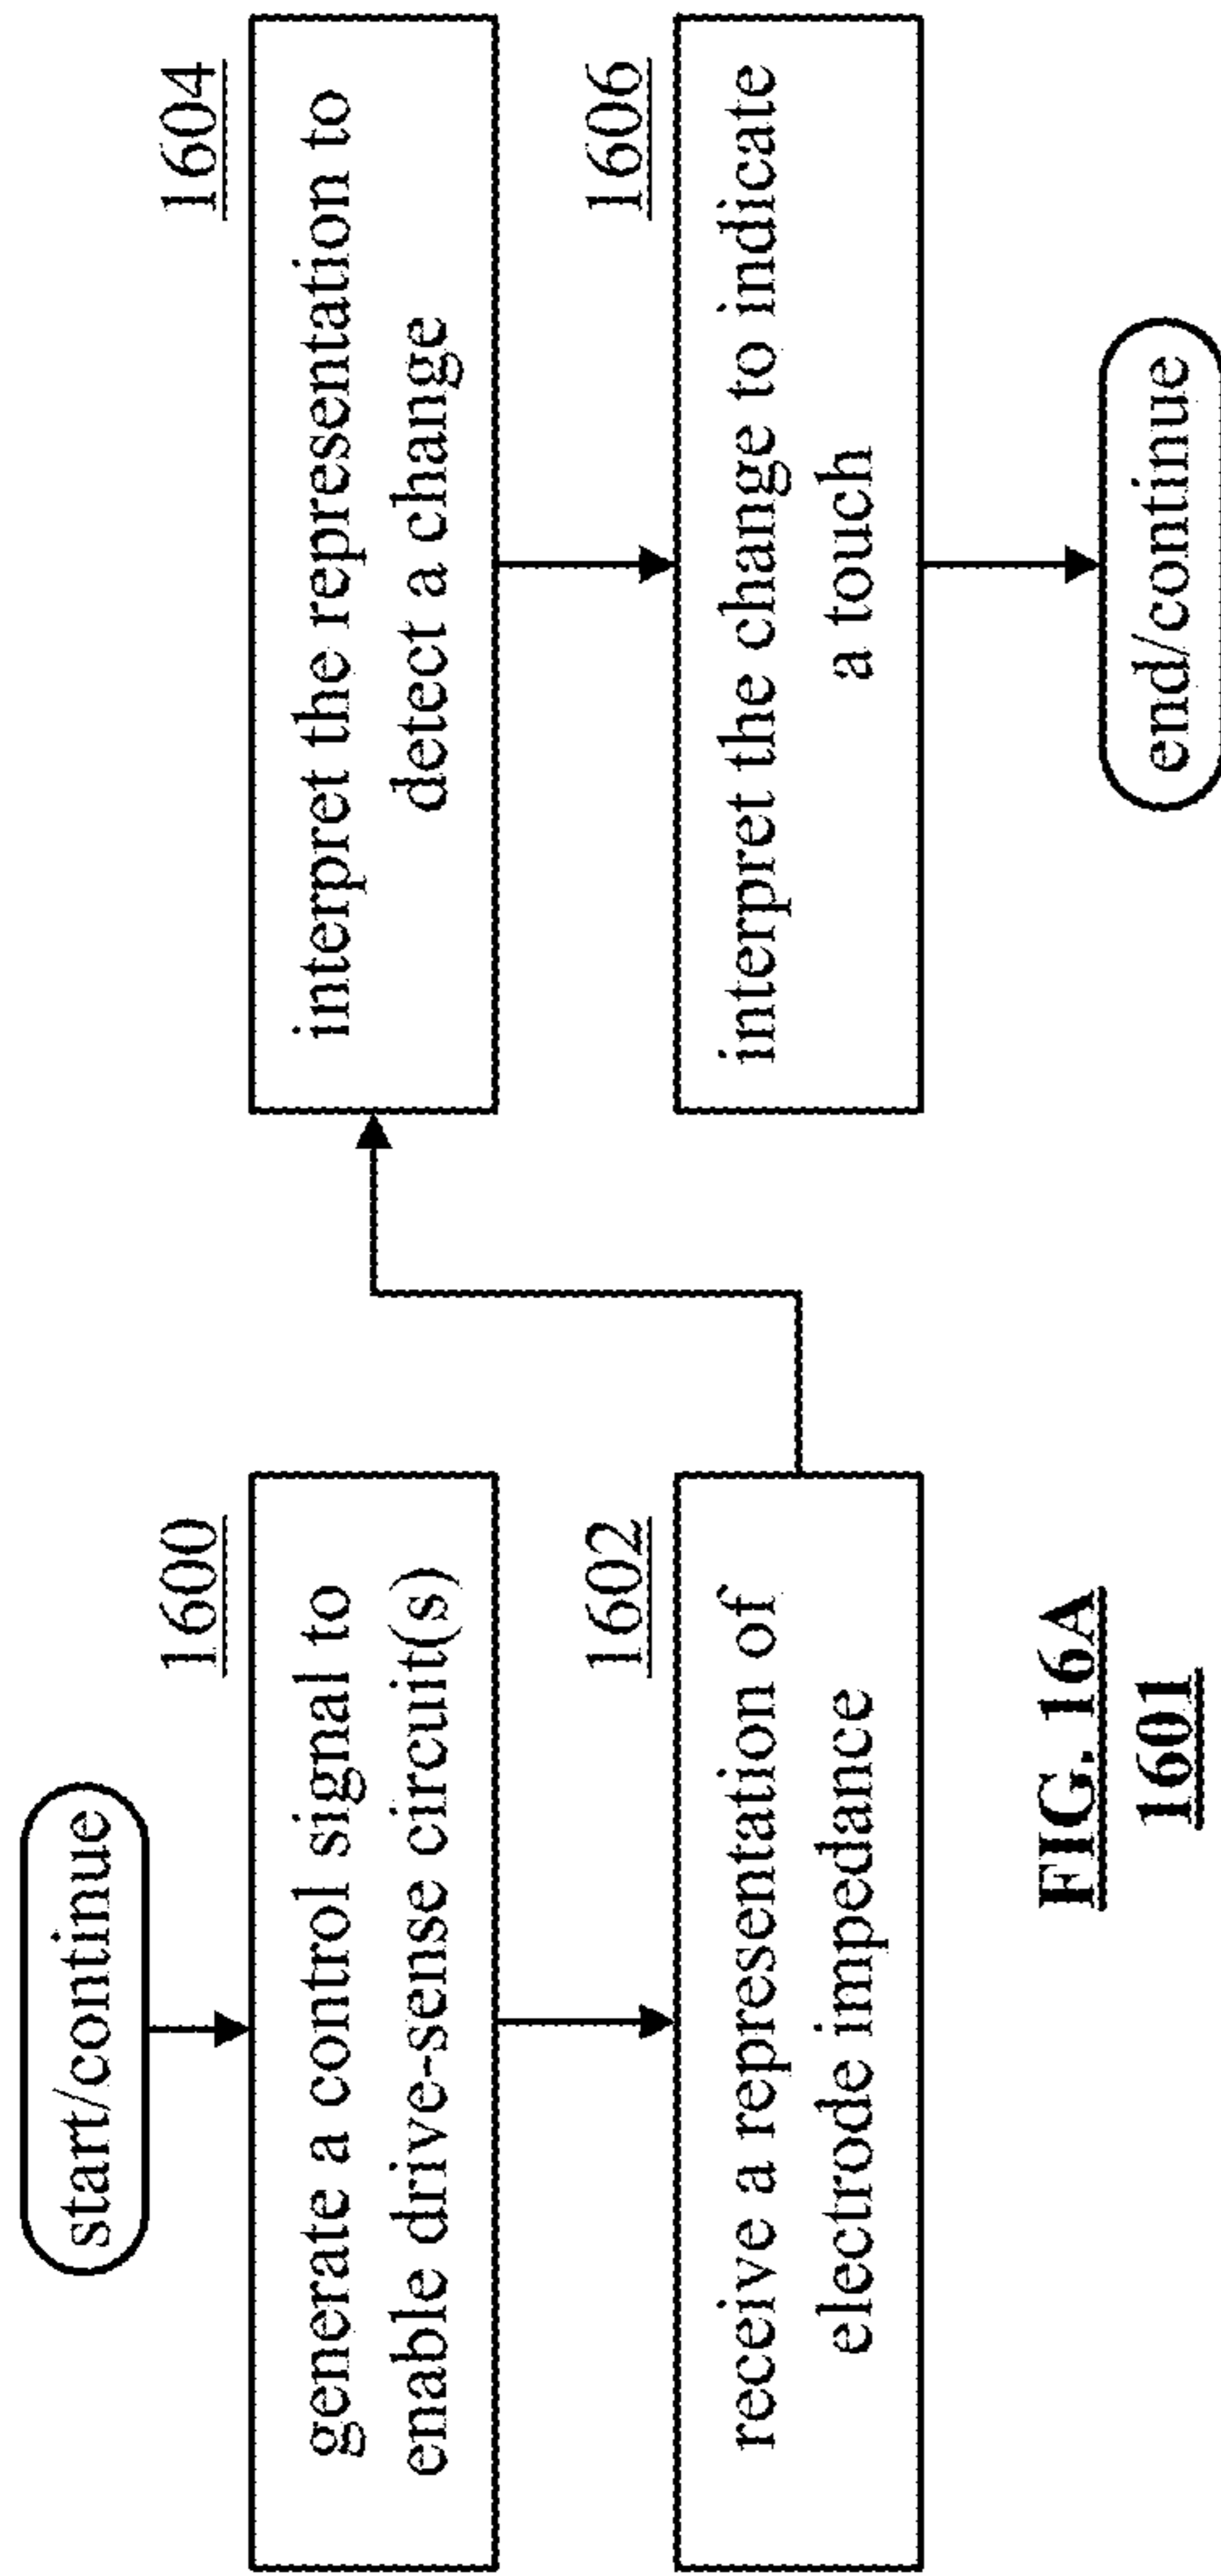 start/continue
1600
generate a control signal to
enable drive-sense circuit(s)
1602
receive a representation of
electrode impedance
1604
interpret the representation to
detect a change
1606
interpret the change to indicate
a touch
end/continue
FIG. 16A
1601